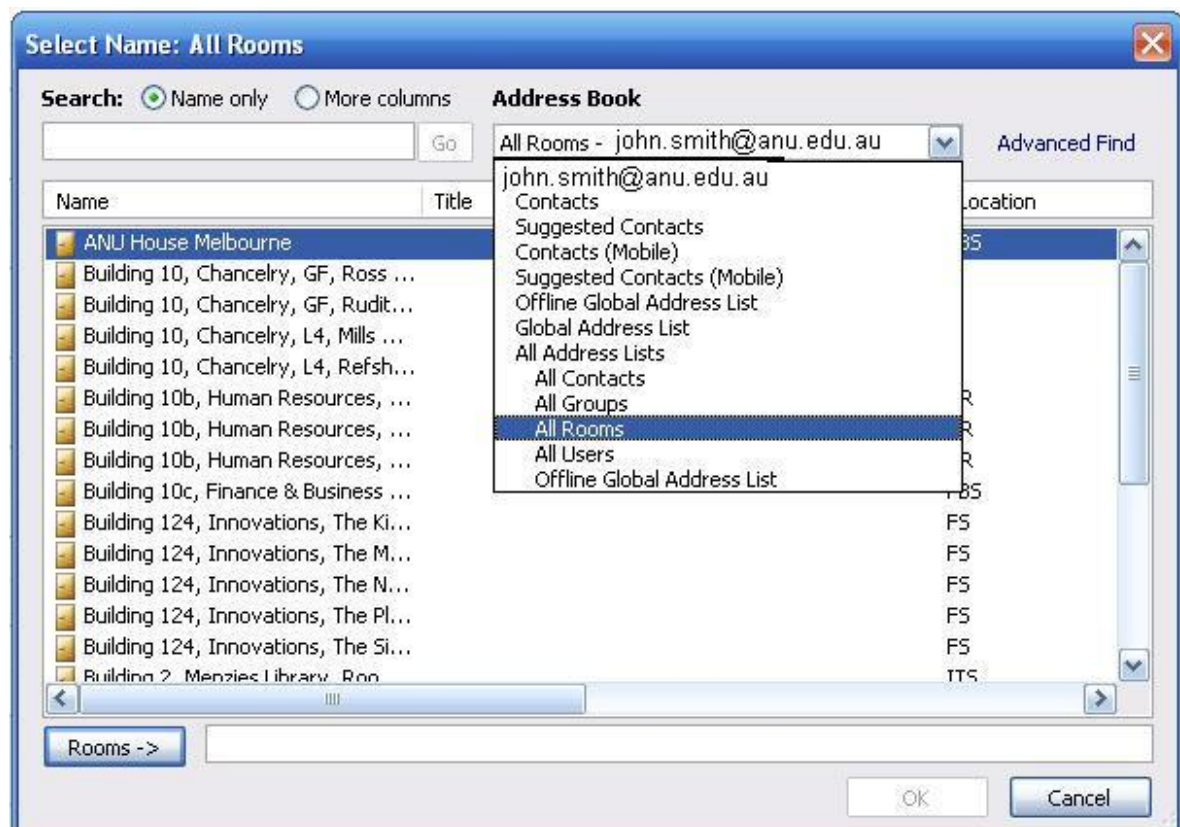 Select Name: All Rooms
Search: Name only More columns Address Book
Go All Rooms - john.smith@anu.edu.au Advanced Find
john.smith@anu.edu.au
Contacts
Suggested Contacts
Contacts (Mobile)
Suggested Contacts (Mobile)
Offline Global Address List
Global Address List
All Address Lists
All Contacts
All Groups
All Rooms
All Users
Offline Global Address List
Name Title
ANU House Melbourne
Building 10, Chancelry, GF, Ross ...
Building 10, Chancelry, GF, Rudit...
Building 10, Chancelry, L4, Mills ...
Building 10, Chancelry, L4, Refsh...
Building 10b, Human Resources, ...
Building 10b, Human Resources, ...
Building 10b, Human Resources, ...
Building 10c, Finance & Business ...
Building 124, Innovations, The Ki... FS
Building 124, Innovations, The M... FS
Building 124, Innovations, The N... FS
Building 124, Innovations, The Pl... FS
Building 124, Innovations, The Si... FS
Building 2, Menzies Library, Roo ITS
Rooms ->
OK Cancel